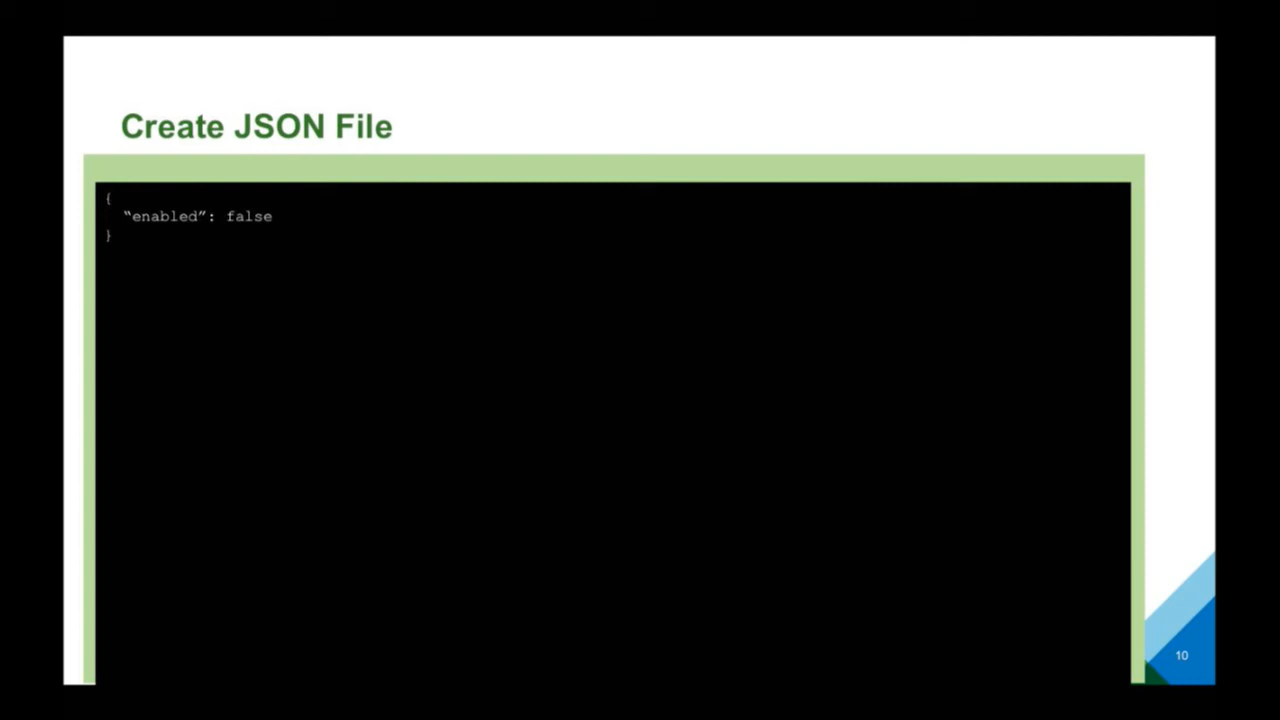 Create JSON File
{
“enabled”: false
}
10